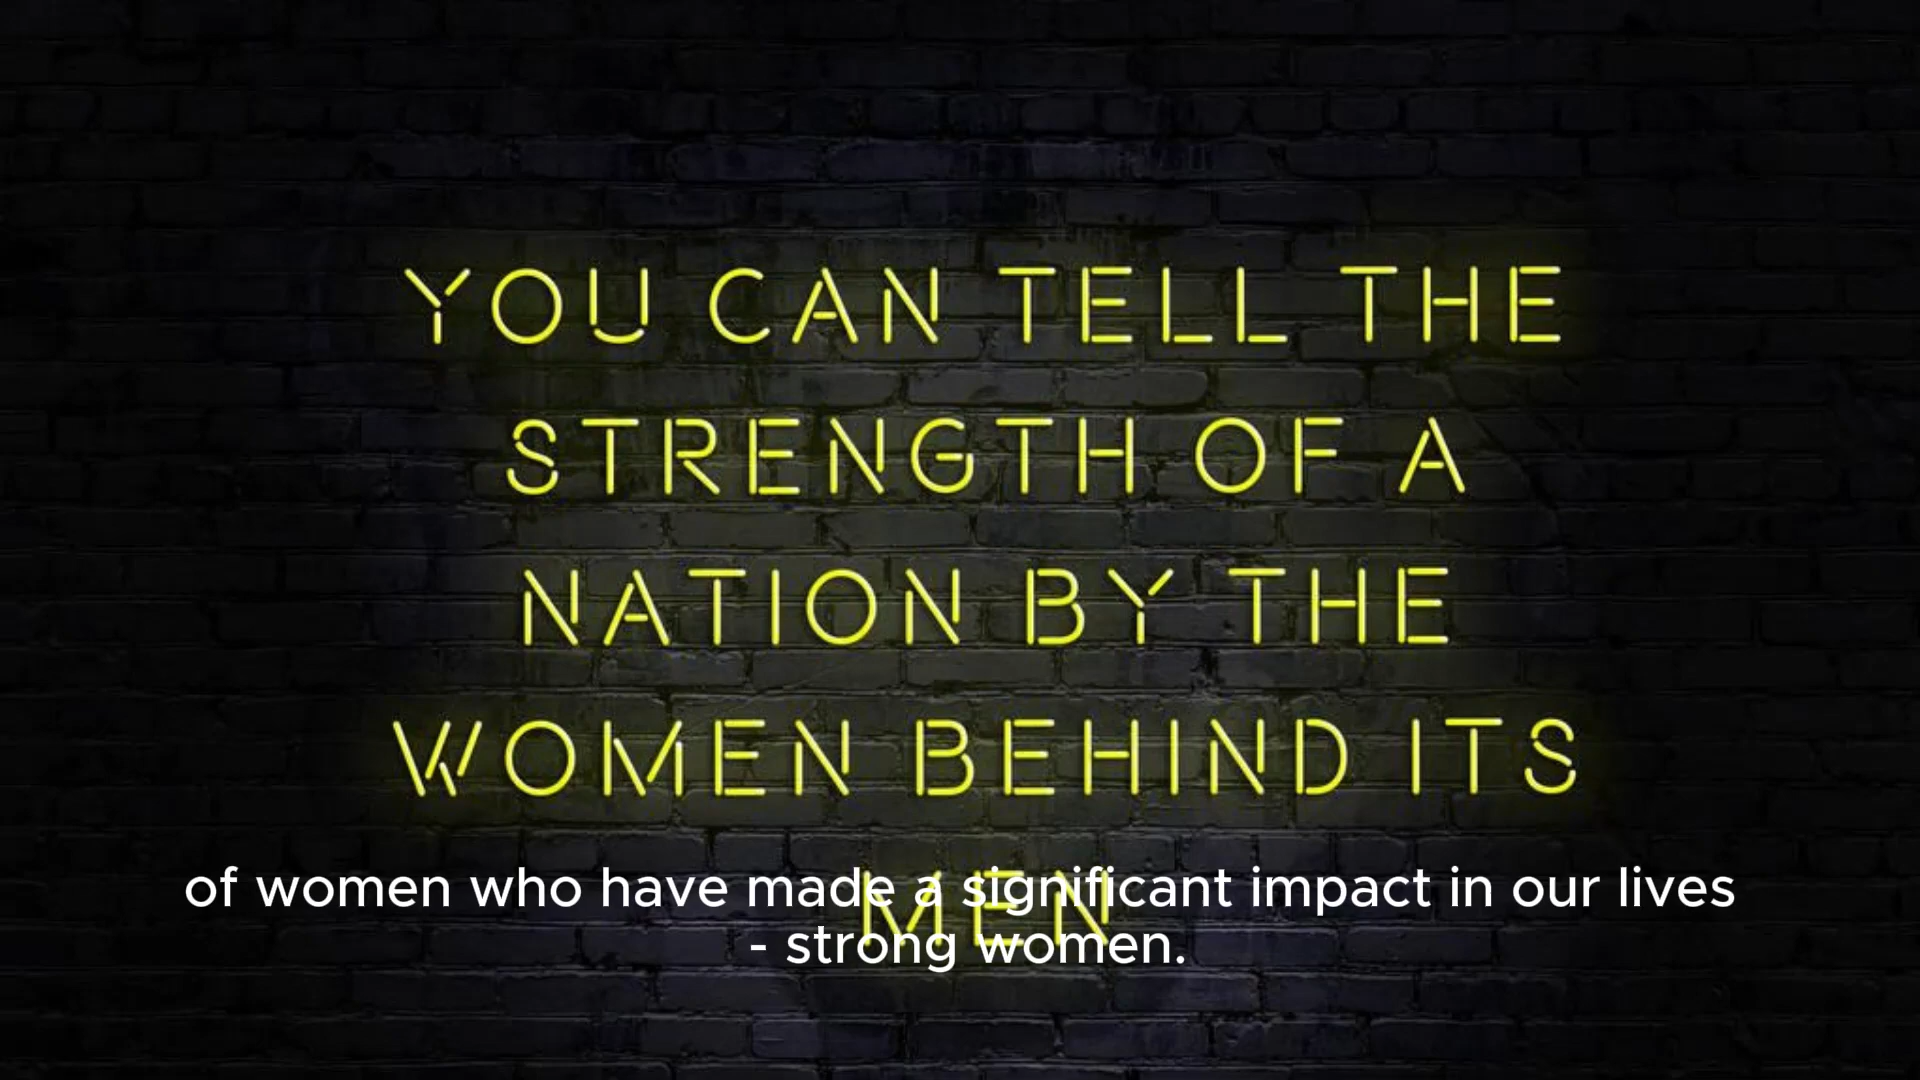 YOU CAN TELL THE
STRENGTH OF A
NATION BY THE
WOMEN BEHIND ITS
MEN
of women who have made a significant impact in our lives
- strong women.